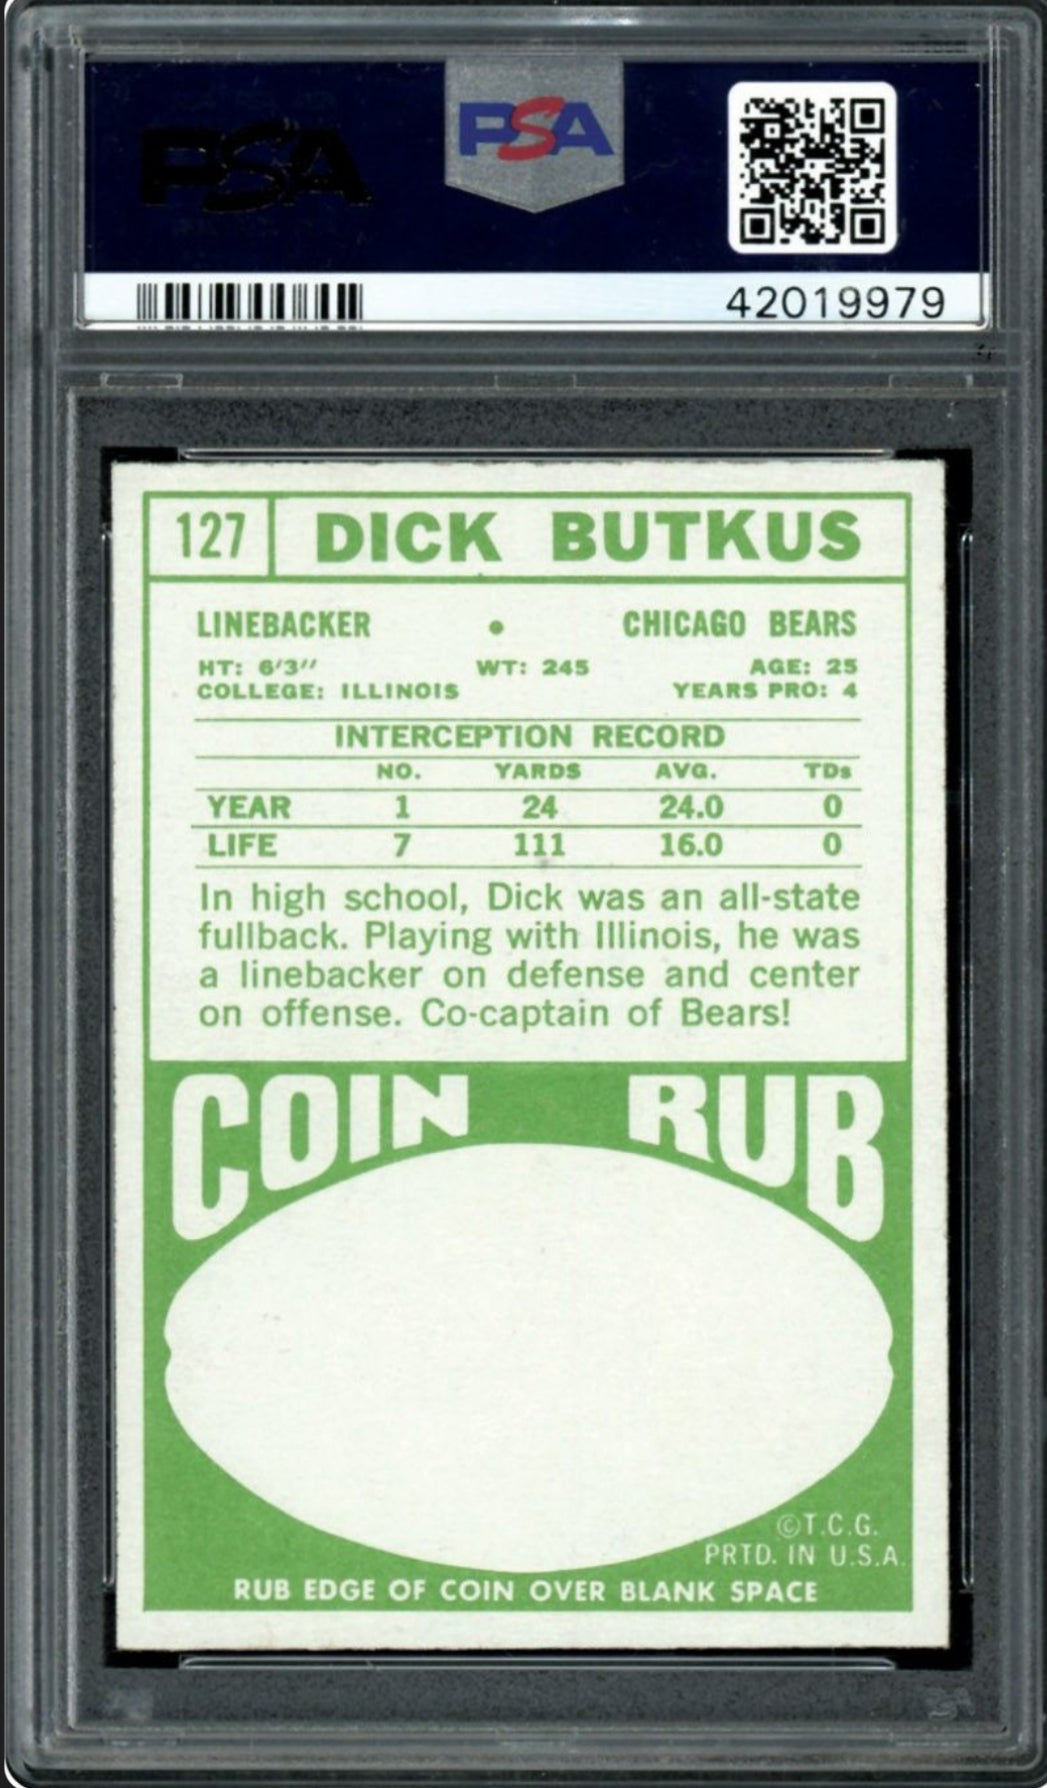 PSA
PSA
42019979
127 DICK BUTKUS
LINEBACKER • CHICAGO BEARS
HT: 6'3" WT: 245 AGE: 25
COLLEGE: ILLINOIS YEARS PRO: 4
INTERCEPTION RECORD
NO. YARDS AVG. TDs
YEAR 1 24 24.0 0
LIFE 7 111 16.0 0
In high school, Dick was an all-state
fullback. Playing with Illinois, he was
a linebacker on defense and center
on offense. Co-captain of Bears!
COIN RUB
©T.C.G.
PRTD. IN U.S.A.
RUB EDGE OF COIN OVER BLANK SPACE